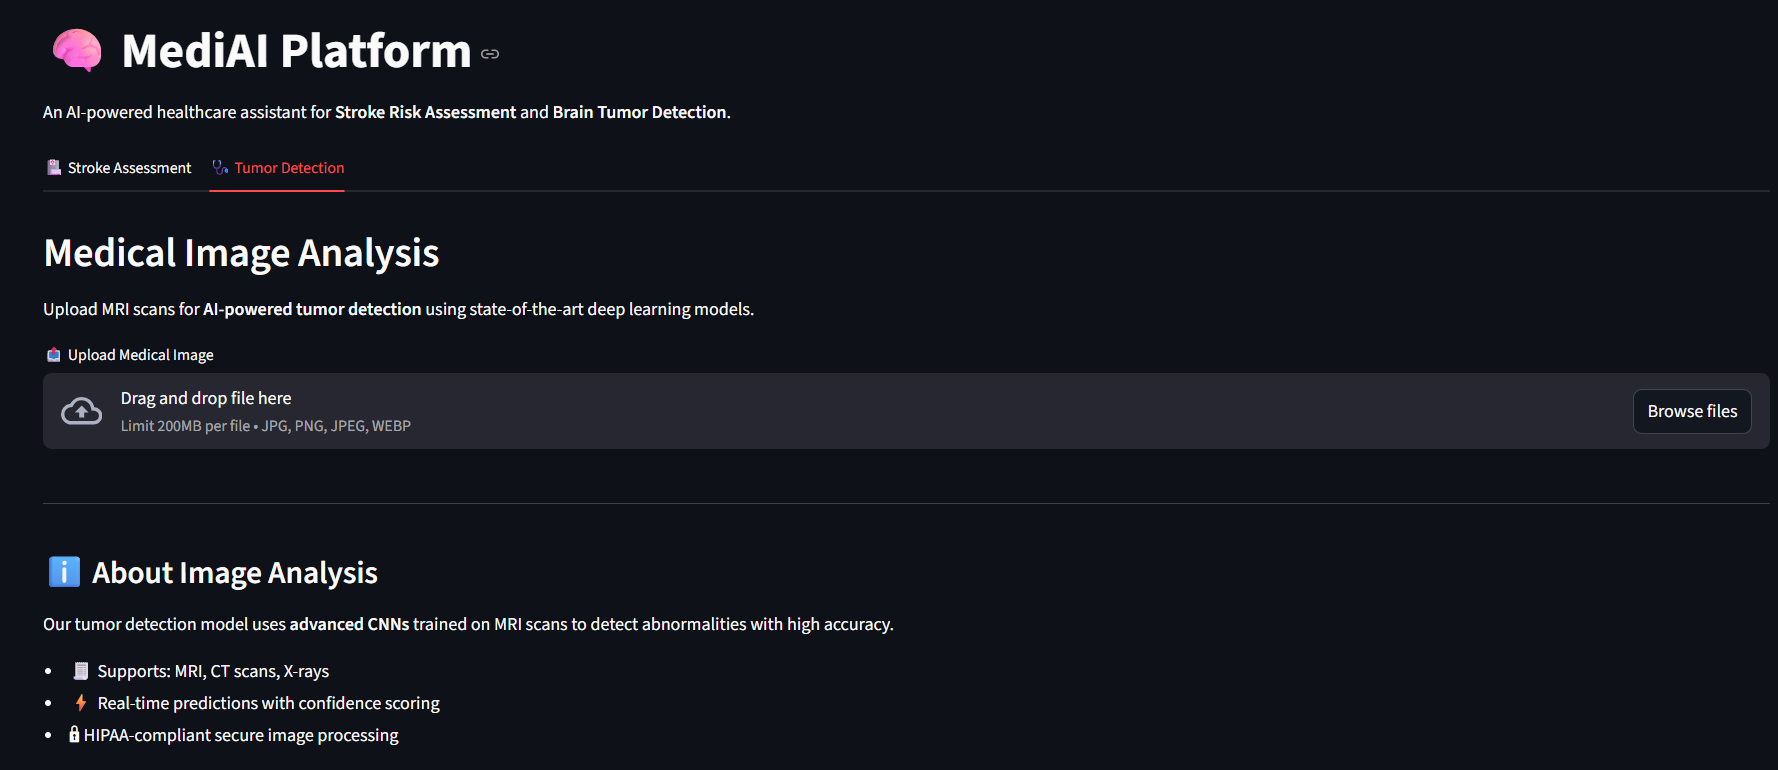 MediAI Platform
An AI-powered healthcare assistant for Stroke Risk Assessment and Brain Tumor Detection.
Stroke Assessment
Tumor Detection
Medical Image Analysis
Upload MRI scans for AI-powered tumor detection using state-of-the-art deep learning models.
Upload Medical Image
Drag and drop file here
Limit 200MB per file • JPG, PNG, JPEG, WEBP
Browse files
About Image Analysis
Our tumor detection model uses advanced CNNs trained on MRI scans to detect abnormalities with high accuracy.
• Supports: MRI, CT scans, X-rays
• Real-time predictions with confidence scoring
• HIPAA-compliant secure image processing